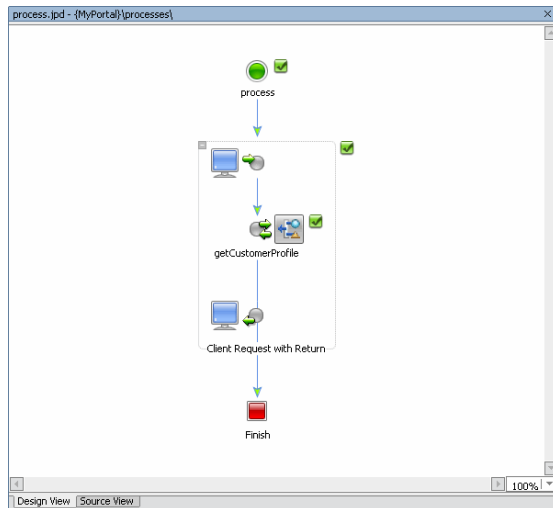 process.jpd - {MyPortal}\processes\
process
getCustomerProfile
Client Request with Return
Finish
100%
Design View Source View